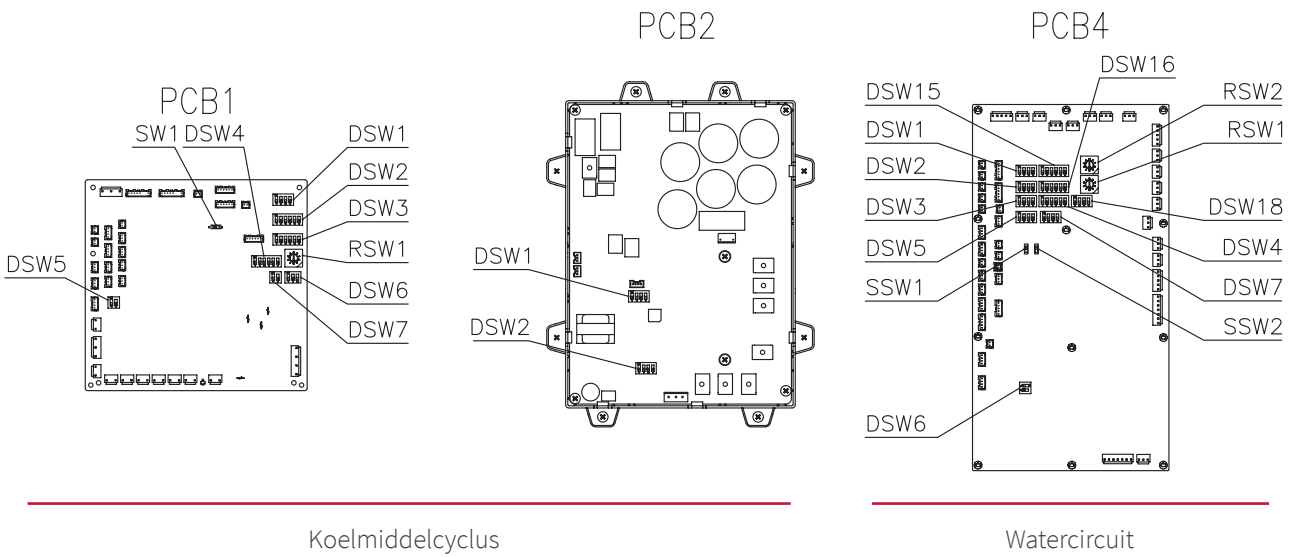 PCB1
SW1 DSW4
DSW1
DSW2
DSW3
RSW1
DSW5
DSW6
DSW7
PCB2
DSW1
DSW2
PCB4
DSW16
DSW15
RSW2
DSW1
RSW1
DSW2
DSW3
DSW18
DSW5
DSW4
SSW1
DSW7
SSW2
DSW6
Koelmiddelcyclus
Watercircuit